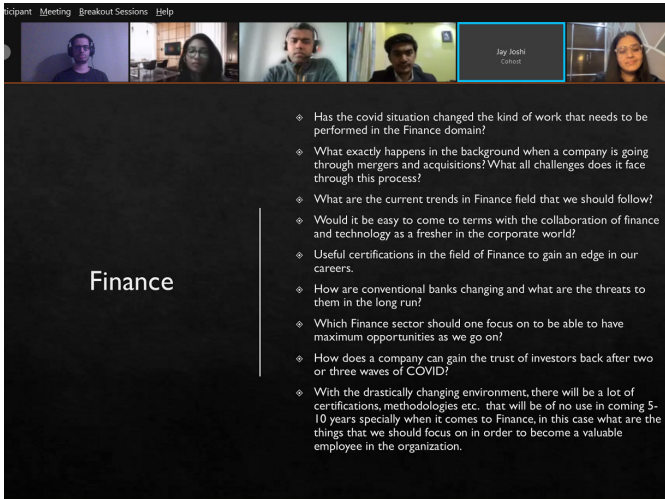 ticipant Meeting Breakout Sessions Help
Jay Joshi
Cohost
Finance
Has the covid situation changed the kind of work that needs to be
performed in the Finance domain?
What exactly happens in the background when a company is going
through mergers and acquisitions? What all challenges does it face
through this process?
What are the current trends in Finance field that we should follow?
Would it be easy to come to terms with the collaboration of finance
and technology as a fresher in the corporate world?
Useful certifications in the field of Finance to gain an edge in our
careers.
How are conventional banks changing and what are the threats to
them in the long run?
Which Finance sector should one focus on to be able to have
maximum opportunities as we go on?
How does a company can gain the trust of investors back after two
or three waves of COVID?
With the drastically changing environment, there will be a lot of
certifications, methodologies etc. that will be of no use in coming 5-
10 years specially when it comes to Finance, in this case what are the
things that we should focus on in order to become a valuable
employee in the organization.